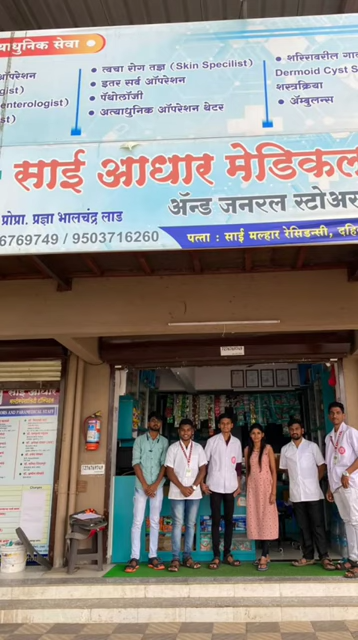 त्याधुनिक सेवा
ऑपरेशन
gist)
enterologist)
st)
• त्वचा रोग तज्ञा (Skin Specilist)
• इतर सर्व ऑपरेशन
• पॅथोलॉजी
• अत्याधुनिक ऑपरेशन थेटर
• शरिरावरील गा
Dermoid Cyst S
शस्त्रक्रिया
• ॲम्बुलन्स
साई आधार मेडिकल
ॲन्ड जनरल स्टोअर
प्रोप्रा. प्रज्ञा भालचंद्र लाड
6769749 / 9503716260
पत्ता : साई मल्हार रेसिडन्सी, दहि
साई आधार